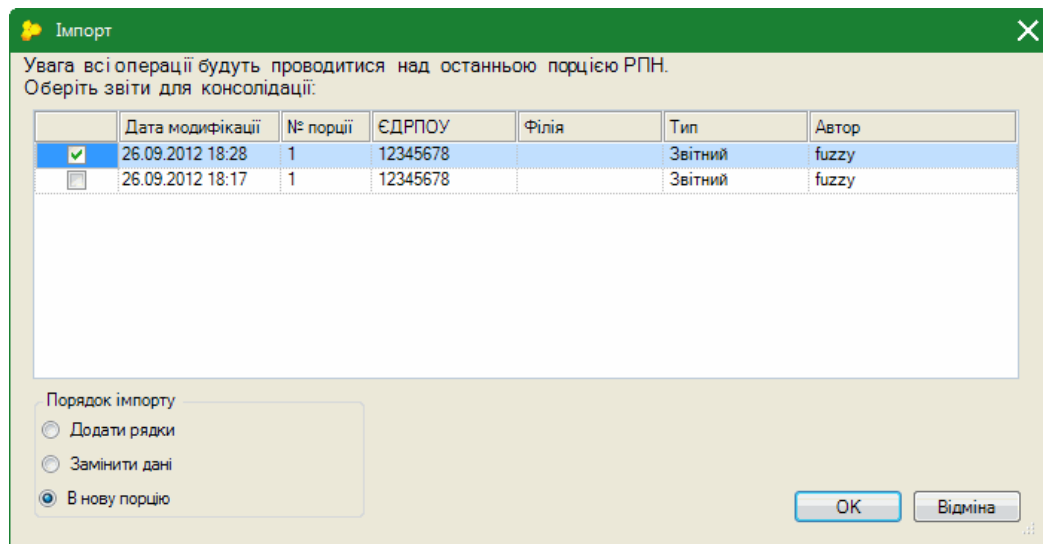 Імпорт
Увага всі операції будуть проводитися над останньою порцією РПН.
Оберіть звіти для консолідації:
Дата модифікації № порції ЄДРПОУ Філія Тип Автор
26.09.2012 18:28 1 12345678 Звітний fuzzy
26.09.2012 18:17 1 12345678 Звітний fuzzy
Порядок імпорту
Додати рядки
Замінити дані
В нову порцію
OK Відміна